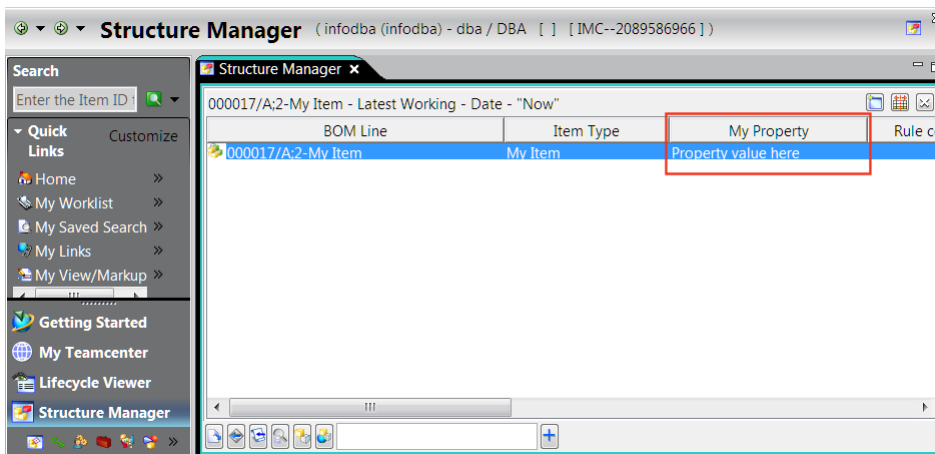 Structure Manager ( infodba (infodba) - dba / DBA [ ] [ IMC--2089586966 ] )
Search
Enter the Item ID
Quick Links
Customize
Home
My Worklist
My Saved Search
My Links
My View/Markup
Getting Started
My Teamcenter
Lifecycle Viewer
Structure Manager
Structure Manager
000017/A;2-My Item - Latest Working - Date - "Now"
BOM Line Item Type My Property Rule
000017/A;2-My Item My Item Property value here